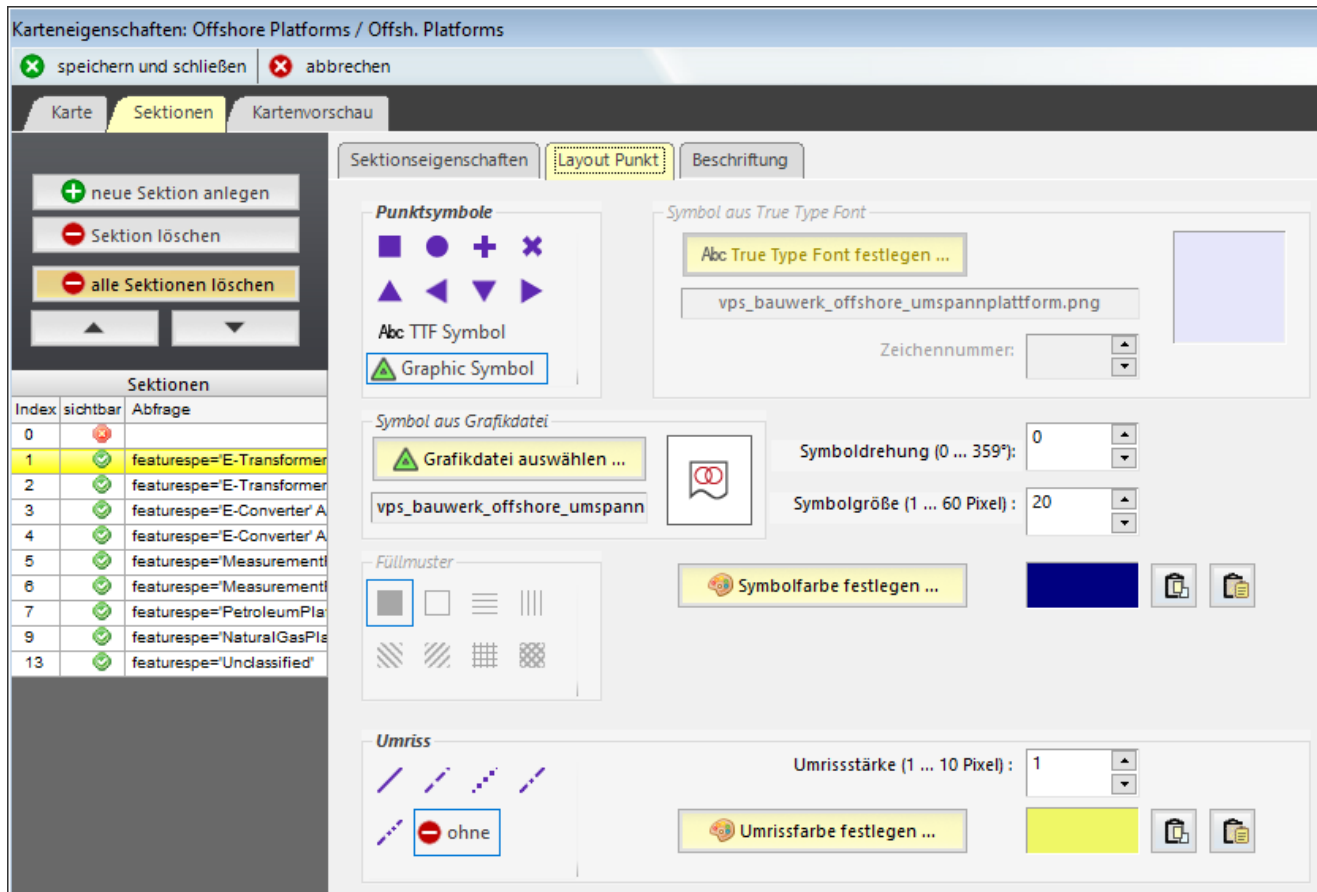 Karteneigenschaften: Offshore Platforms / Offsh. Platforms
speichern und schließen abbrechen
Karte Sektionen Kartenvorschau
neue Sektion anlegen
Sektion löschen
alle Sektionen löschen
Sektionen
Index sichtbar Abfrage
0
1 featurespe='E-Transformer
2 featurespe='E-Transformer
3 featurespe='E-Converter' A
4 featurespe='E-Converter' A
5 featurespe='Measurement
6 featurespe='Measurement
7 featurespe='PetroleumPla
9 featurespe='NaturalGasPla
13 featurespe='Unclassified'
Sektionseigenschaften Layout Punkt Beschriftung
Punktsymbole
Abc TTF Symbol
Graphic Symbol
Symbol aus True Type Font
Abc True Type Font festlegen ...
vps_bauwerk_offshore_umspannplattform.png
Zeichennummer:
Symbol aus Grafikdatei
Grafikdatei auswählen ...
vps_bauwerk_offshore_umspann
Symboldrehung (0 ... 359°): 0
Symbolgröße (1 ... 60 Pixel) : 20
Füllmuster
Symbolfarbe festlegen ...
Umriss
ohne
Umrissstärke (1 ... 10 Pixel) : 1
Umrissfarbe festlegen ...